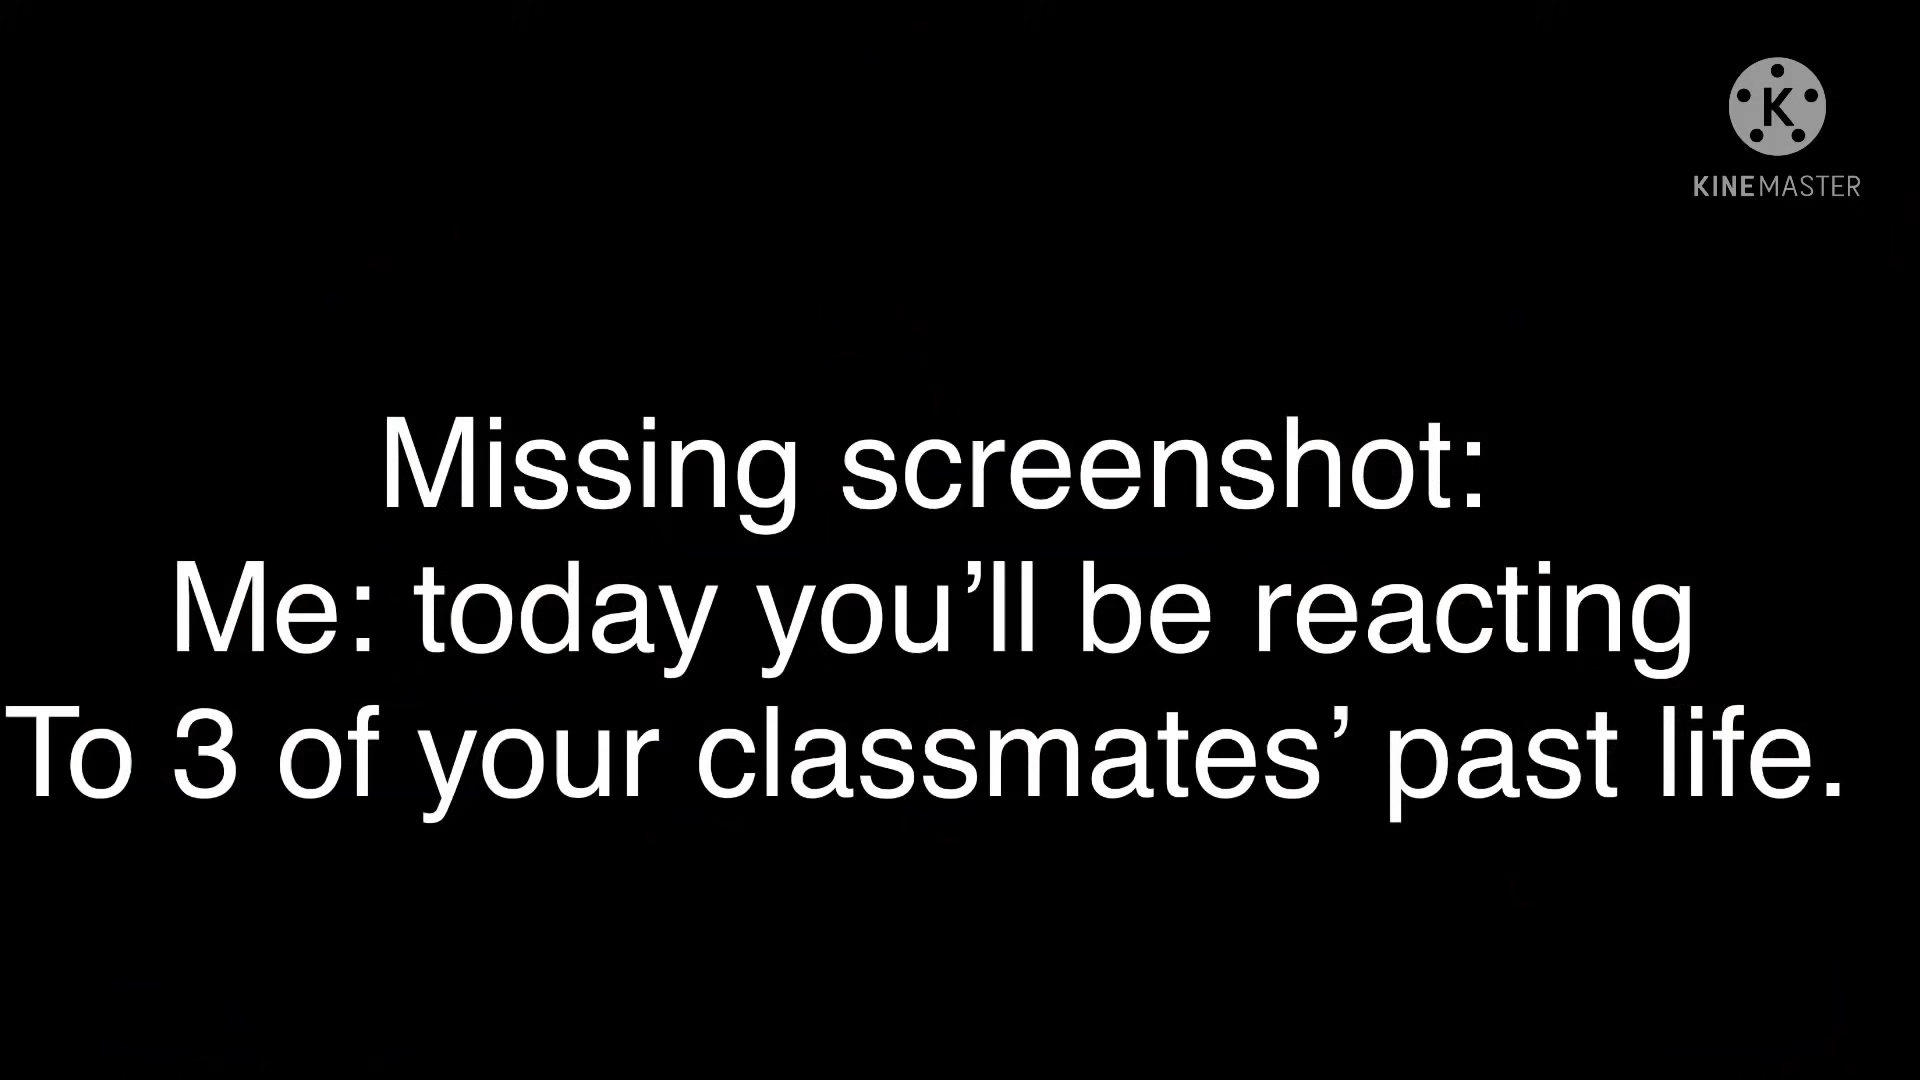 K
KINEMASTER
Missing screenshot:
Me: today you’ll be reacting
To 3 of your classmates’ past life.